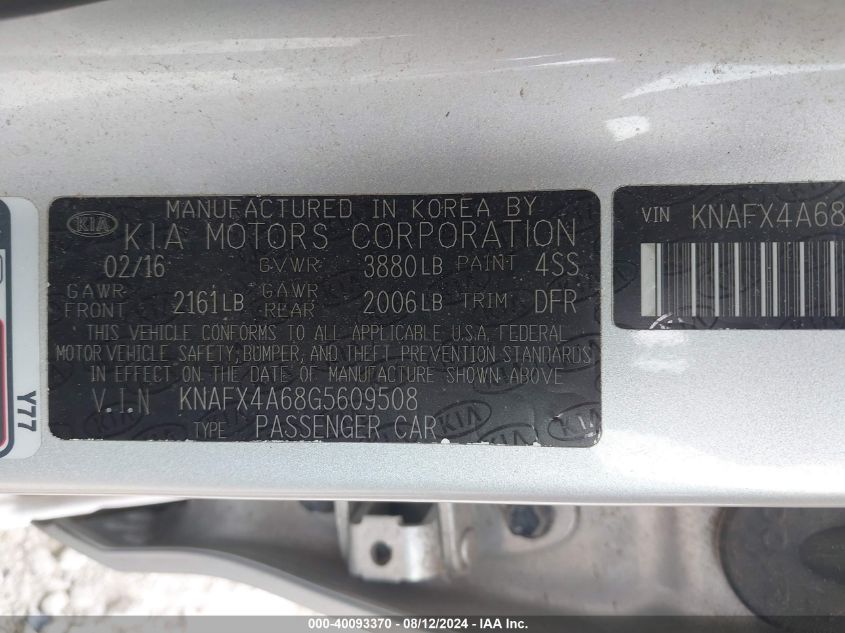 MANUFACTURED IN KOREA BY
KIA KIA MOTORS CORPORATION
02/16 GVWR 3880LB PAINT 4SS
GAWR FRONT 2161LB GAWR REAR 2006LB TRIM DFR
THIS VEHICLE CONFORMS TO ALL APPLICABLE U.S.A. FEDERAL
MOTOR VEHICLE SAFETY, BUMPER, AND THEFT PREVENTION STANDARDS
IN EFFECT ON THE DATE OF MANUFACTURE SHOWN ABOVE
V.I.N KNAFX4A68G5609508
TYPE PASSENGER CAR
VIN KNAFX4A68
Y77
000-40093370 - 08/12/2024 - IAA Inc.